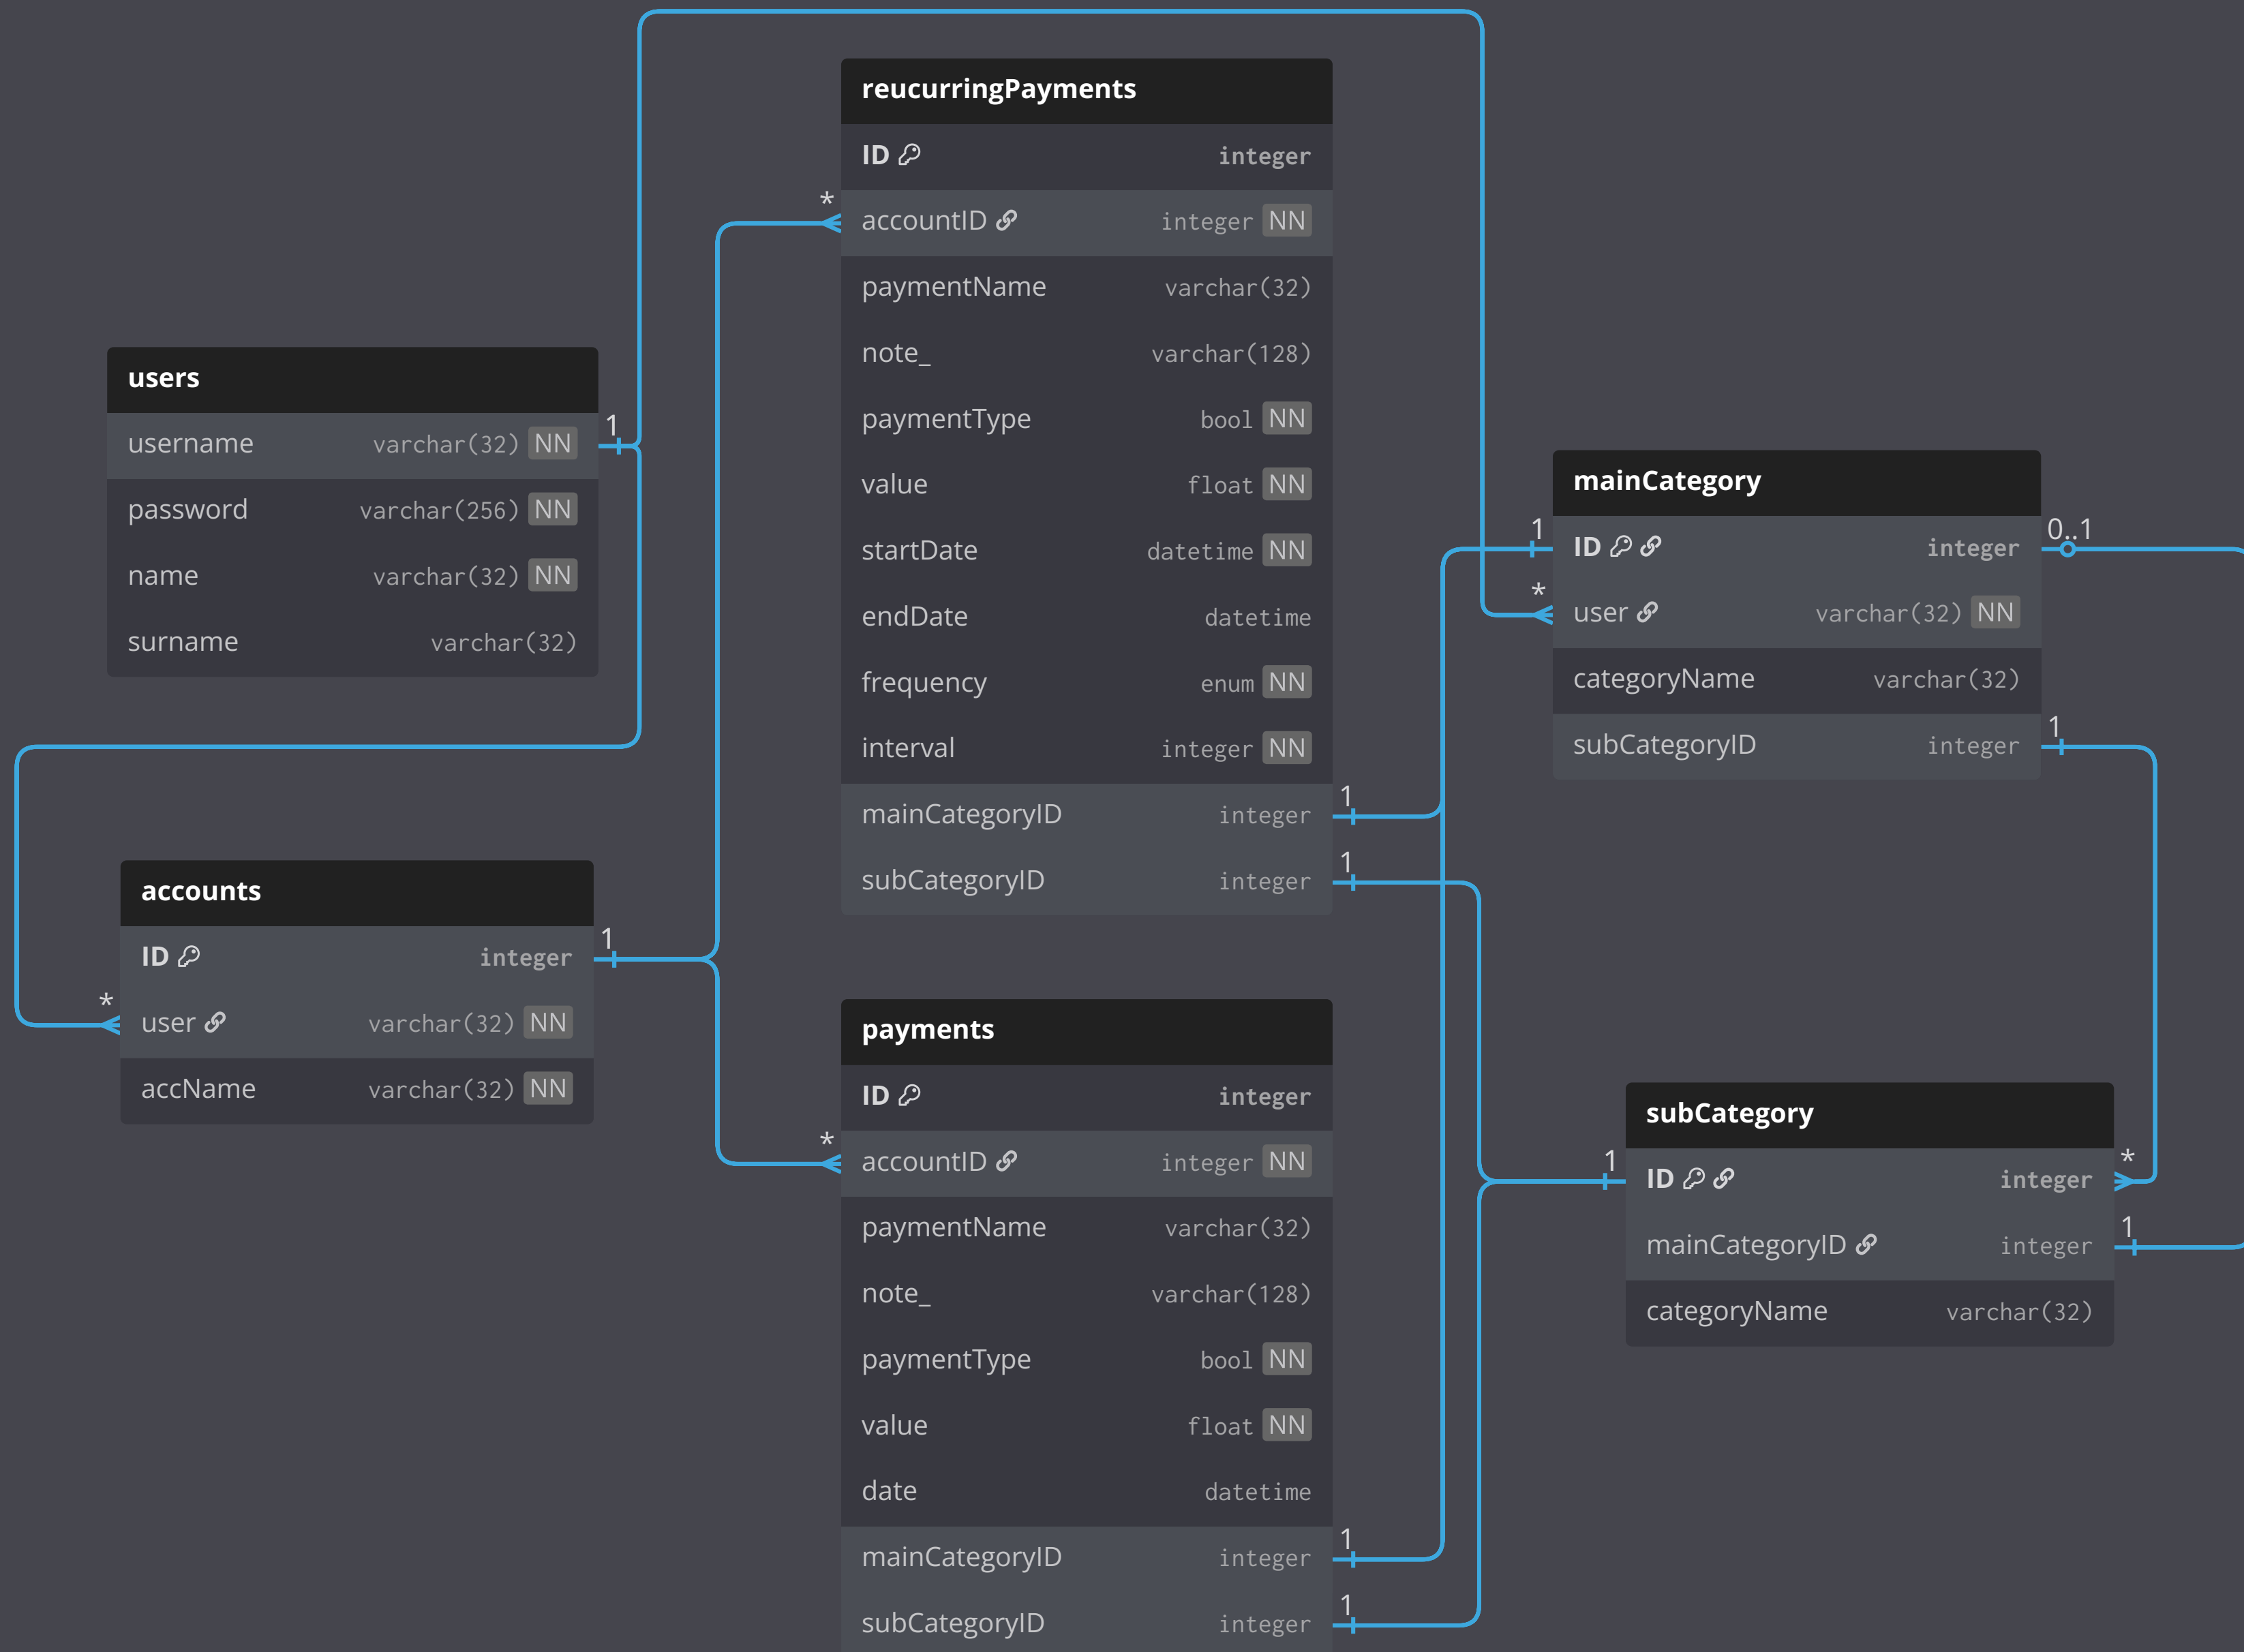 reucurringPayments
ID integer
* accountID integer NN
paymentName varchar(32)
note_ varchar(128)
paymentType bool NN
value float NN
startDate datetime NN
endDate datetime
frequency enum NN
interval integer NN
mainCategoryID integer 1
subCategoryID integer 1
users
username varchar(32) NN 1
password varchar(256) NN
name varchar(32) NN
surname varchar(32)
mainCategory
1 ID integer 0..1
* user varchar(32) NN
categoryName varchar(32)
subCategoryID integer 1
accounts
ID integer 1
* user varchar(32) NN
accName varchar(32) NN
payments
ID integer
* accountID integer NN
paymentName varchar(32)
note_ varchar(128)
paymentType bool NN
value float NN
date datetime
mainCategoryID integer 1
subCategoryID integer 1
subCategory
1 ID integer *
mainCategoryID integer 1
categoryName varchar(32)